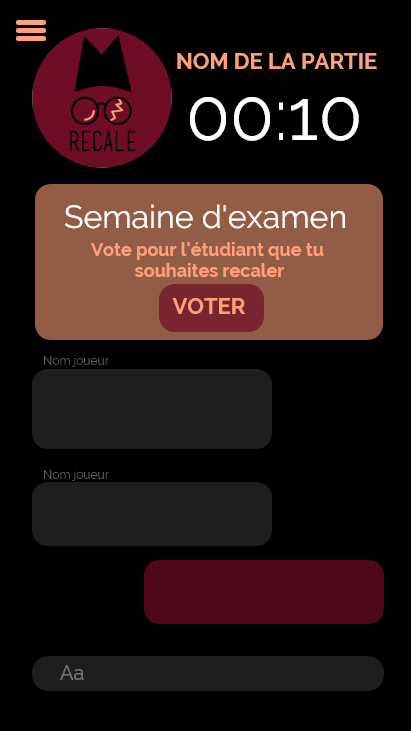 NOM DE LA PARTIE
00:10
RECALE
Semaine d'examen
Vote pour l'étudiant que tu
souhaites recaler
VOTER
Nom joueur
Nom joueur
Aa